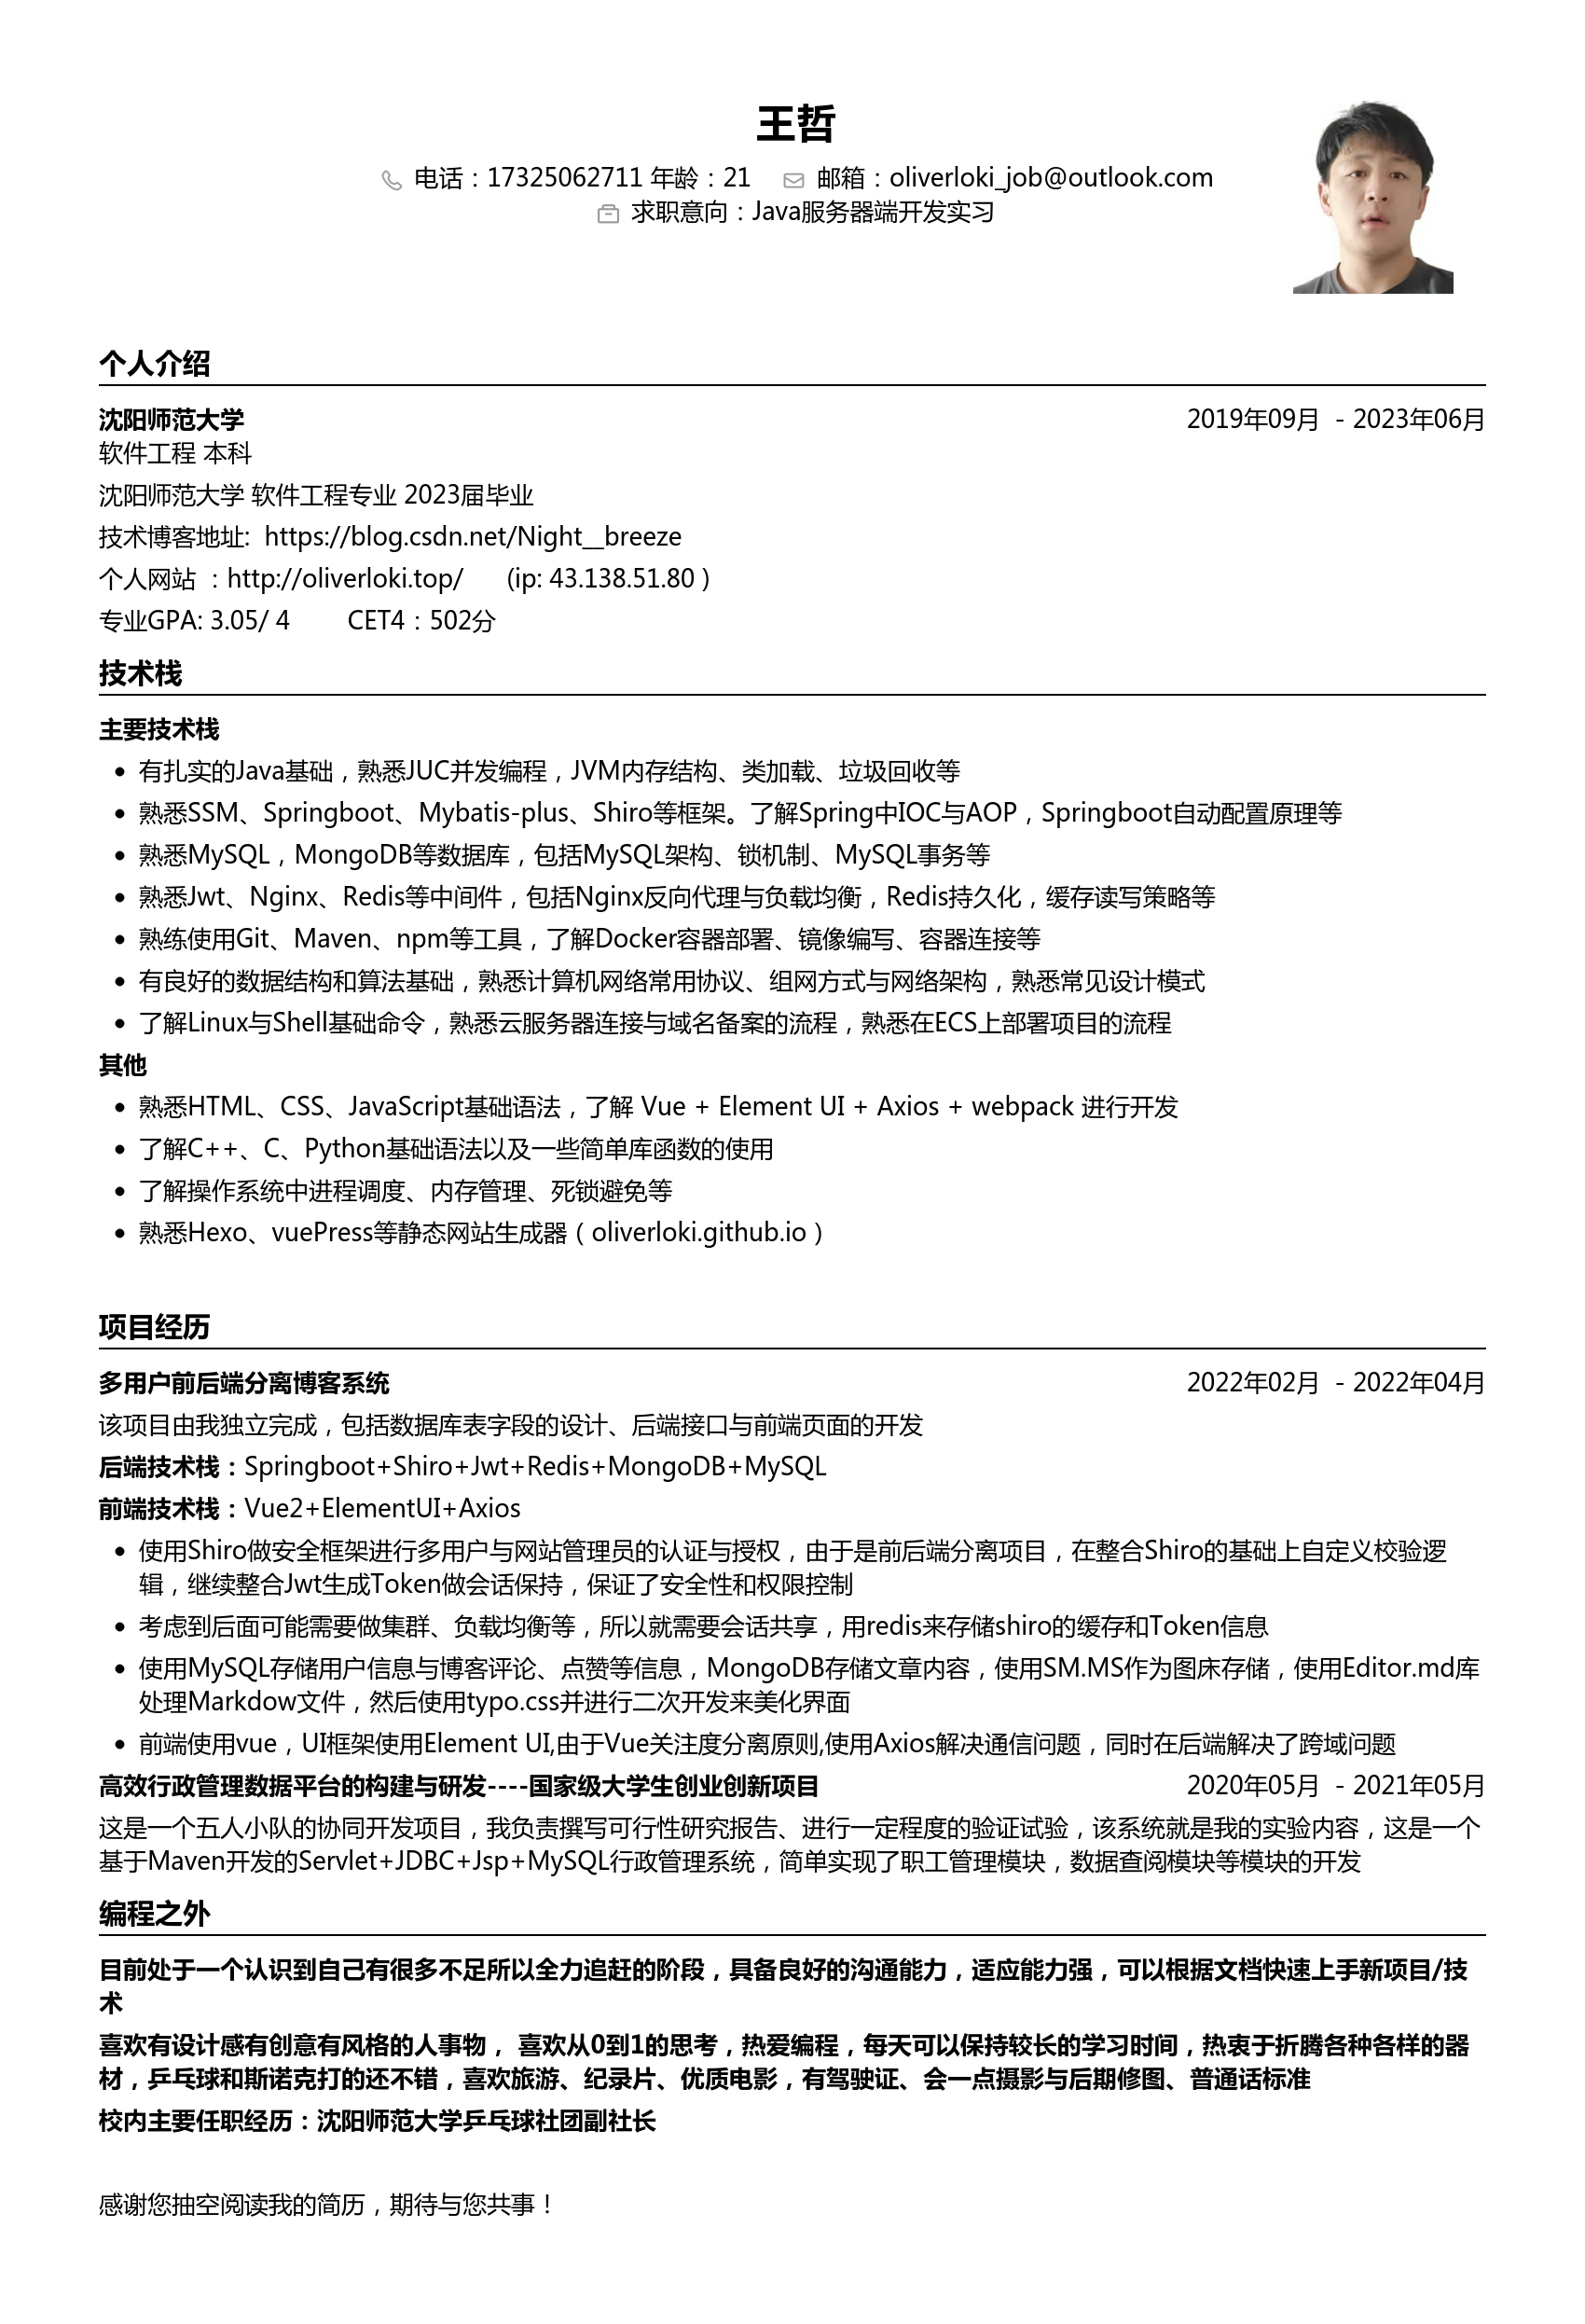 王哲
电话：17325062711 年龄：21 邮箱：oliverloki_job@outlook.com
求职意向：Java服务器端开发实习
个人介绍
沈阳师范大学 2019年09月 - 2023年06月
软件工程 本科
沈阳师范大学 软件工程专业 2023届毕业
技术博客地址: https://blog.csdn.net/Night__breeze
个人网站 ：http://oliverloki.top/ (ip: 43.138.51.80 )
专业GPA: 3.05/ 4 CET4：502分
技术栈
主要技术栈
• 有扎实的Java基础，熟悉JUC并发编程，JVM内存结构、类加载、垃圾回收等
• 熟悉SSM、Springboot、Mybatis-plus、Shiro等框架。了解Spring中IOC与AOP，Springboot自动配置原理等
• 熟悉MySQL，MongoDB等数据库，包括MySQL架构、锁机制、MySQL事务等
• 熟悉Jwt、Nginx、Redis等中间件，包括Nginx反向代理与负载均衡，Redis持久化，缓存读写策略等
• 熟练使用Git、Maven、npm等工具，了解Docker容器部署、镜像编写、容器连接等
• 有良好的数据结构和算法基础，熟悉计算机网络常用协议、组网方式与网络架构，熟悉常见设计模式
• 了解Linux与Shell基础命令，熟悉云服务器连接与域名备案的流程，熟悉在ECS上部署项目的流程
其他
• 熟悉HTML、CSS、JavaScript基础语法，了解 Vue + Element UI + Axios + webpack 进行开发
• 了解C++、C、Python基础语法以及一些简单库函数的使用
• 了解操作系统中进程调度、内存管理、死锁避免等
• 熟悉Hexo、vuePress等静态网站生成器（oliverloki.github.io）
项目经历
多用户前后端分离博客系统 2022年02月 - 2022年04月
该项目由我独立完成，包括数据库表字段的设计、后端接口与前端页面的开发
后端技术栈：Springboot+Shiro+Jwt+Redis+MongoDB+MySQL
前端技术栈：Vue2+ElementUI+Axios
• 使用Shiro做安全框架进行多用户与网站管理员的认证与授权，由于是前后端分离项目，在整合Shiro的基础上自定义校验逻
辑，继续整合Jwt生成Token做会话保持，保证了安全性和权限控制
• 考虑到后面可能需要做集群、负载均衡等，所以就需要会话共享，用redis来存储shiro的缓存和Token信息
• 使用MySQL存储用户信息与博客评论、点赞等信息，MongoDB存储文章内容，使用SM.MS作为图床存储，使用Editor.md库
处理Markdow文件，然后使用typo.css并进行二次开发来美化界面
• 前端使用vue，UI框架使用Element UI,由于Vue关注度分离原则,使用Axios解决通信问题，同时在后端解决了跨域问题
高效行政管理数据平台的构建与研发----国家级大学生创业创新项目 2020年05月 - 2021年05月
这是一个五人小队的协同开发项目，我负责撰写可行性研究报告、进行一定程度的验证试验，该系统就是我的实验内容，这是一个
基于Maven开发的Servlet+JDBC+Jsp+MySQL行政管理系统，简单实现了职工管理模块，数据查阅模块等模块的开发
编程之外
目前处于一个认识到自己有很多不足所以全力追赶的阶段，具备良好的沟通能力，适应能力强，可以根据文档快速上手新项目/技
术
喜欢有设计感有创意有风格的人事物， 喜欢从0到1的思考，热爱编程，每天可以保持较长的学习时间，热衷于折腾各种各样的器
材，乒乓球和斯诺克打的还不错，喜欢旅游、纪录片、优质电影，有驾驶证、会一点摄影与后期修图、普通话标准
校内主要任职经历：沈阳师范大学乒乓球社团副社长
感谢您抽空阅读我的简历，期待与您共事！